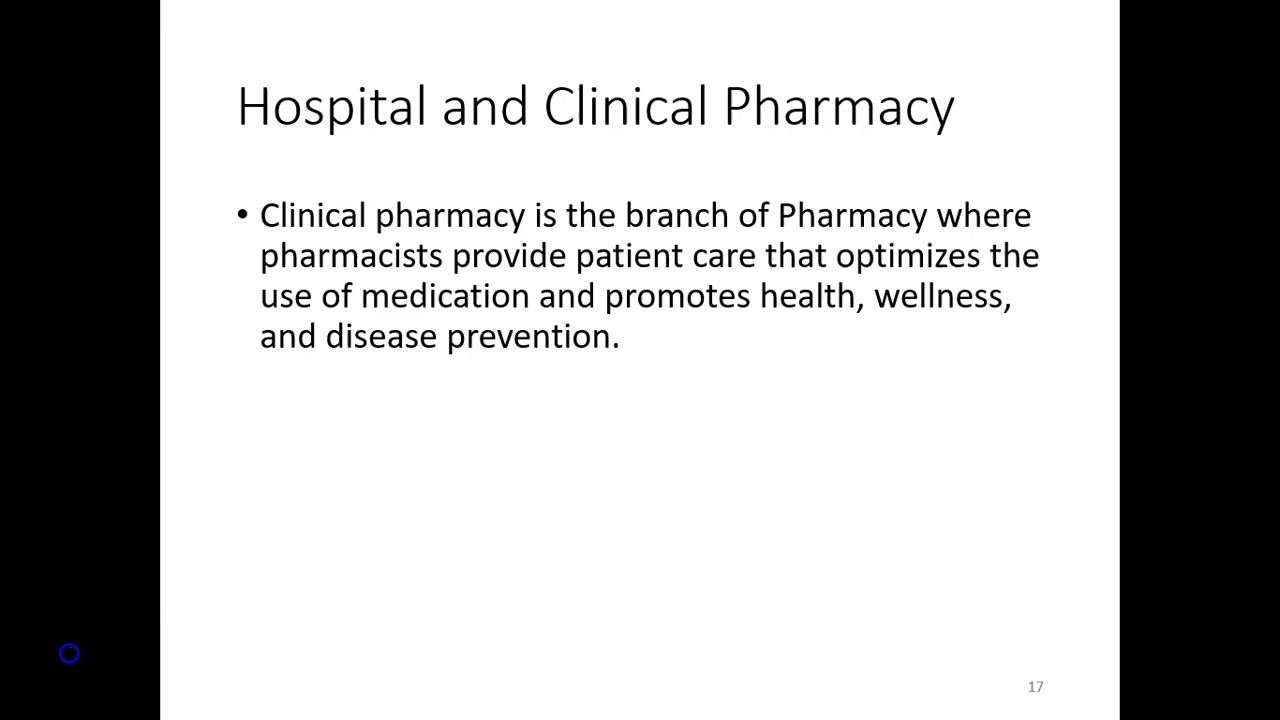 Hospital and Clinical Pharmacy
• Clinical pharmacy is the branch of Pharmacy where
pharmacists provide patient care that optimizes the
use of medication and promotes health, wellness,
and disease prevention.
17